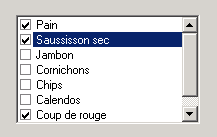 Pain
Saussisson sec
Jambon
Cornichons
Chips
Calendos
Coup de rouge